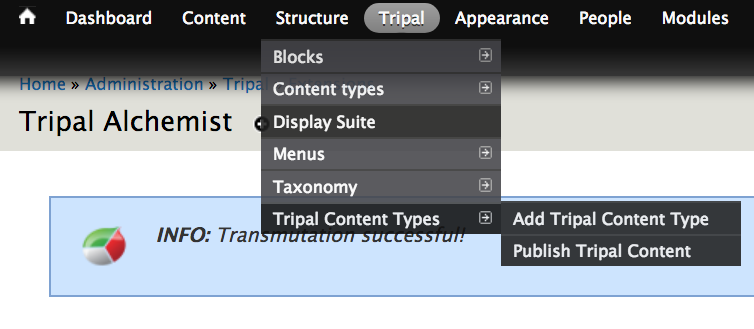 Dashboard Content Structure Tripal Appearance People Modules
Blocks
Content types
Display Suite
Menus
Taxonomy
Tripal Content Types
Add Tripal Content Type
Publish Tripal Content
Home » Administration » Tripa
Tripal Alchemist
INFO: Transmutation successful!